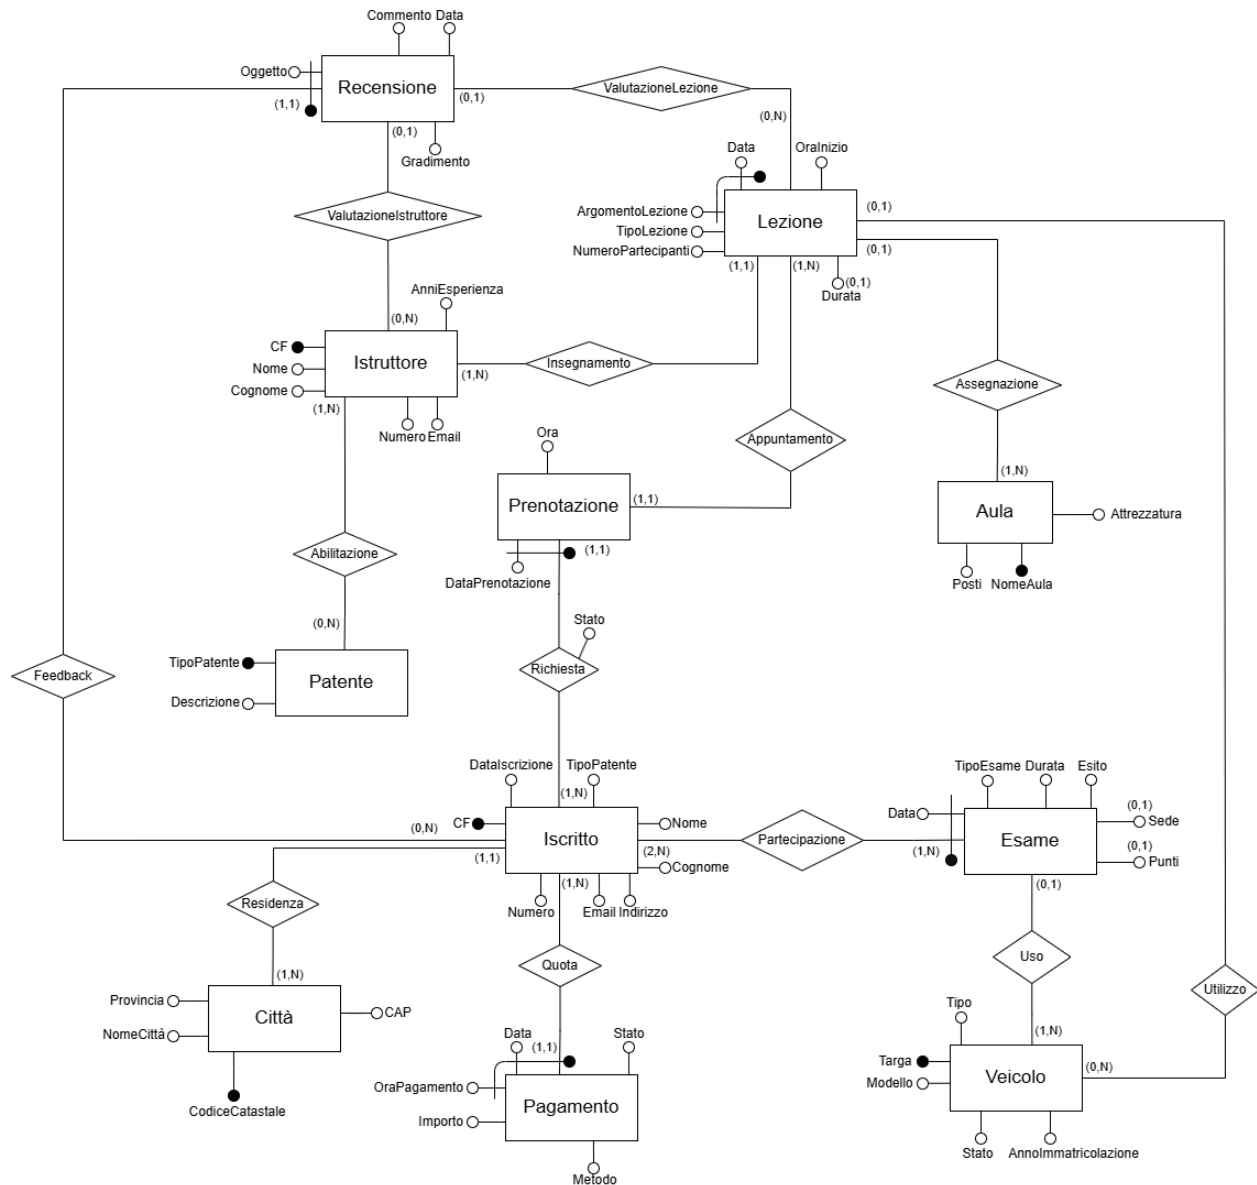 Commento Data
Oggetto
Recensione
(1,1)
(0,1)
(0,1)
Gradimento
ValutazioneLezione
(0,N)
Data
OraInizio
ArgomentoLezione
TipoLezione
NumeroPartecipanti
Lezione
(0,1)
(0,1)
(1,1)
(1,N)
(0,1)
Durata
ValutazioneIstruttore
AnniEsperienza
(0,N)
CF
Nome
Cognome
Istruttore
(1,N)
(1,N)
Numero Email
Insegnamento
Assegnazione
Appuntamento
Ora
Prenotazione
(1,1)
(1,1)
DataPrenotazione
(1,N)
Aula
Attrezzatura
Posti
NomeAula
Abilitazione
(0,N)
TipoPatente
Descrizione
Patente
Feedback
Stato
Richiesta
DataIscrizione
TipoPatente
(1,N)
CF
Nome
Iscritto
(0,N)
(1,1)
(2,N)
Cognome
(1,N)
Numero
Email Indirizzo
Partecipazione
TipoEsame Durata Esito
Data
(0,1)
Sede
Esame
(1,N)
(0,1)
Punti
(0,1)
Residenza
Quota
Uso
Utilizzo
(1,N)
Provincia
NomeCittà
Città
CAP
CodiceCatastale
Data
(1,1)
Stato
OraPagamento
Importo
Pagamento
Metodo
Tipo
(1,N)
Targa
Modello
Veicolo
(0,N)
Stato
AnnoImmatricolazione